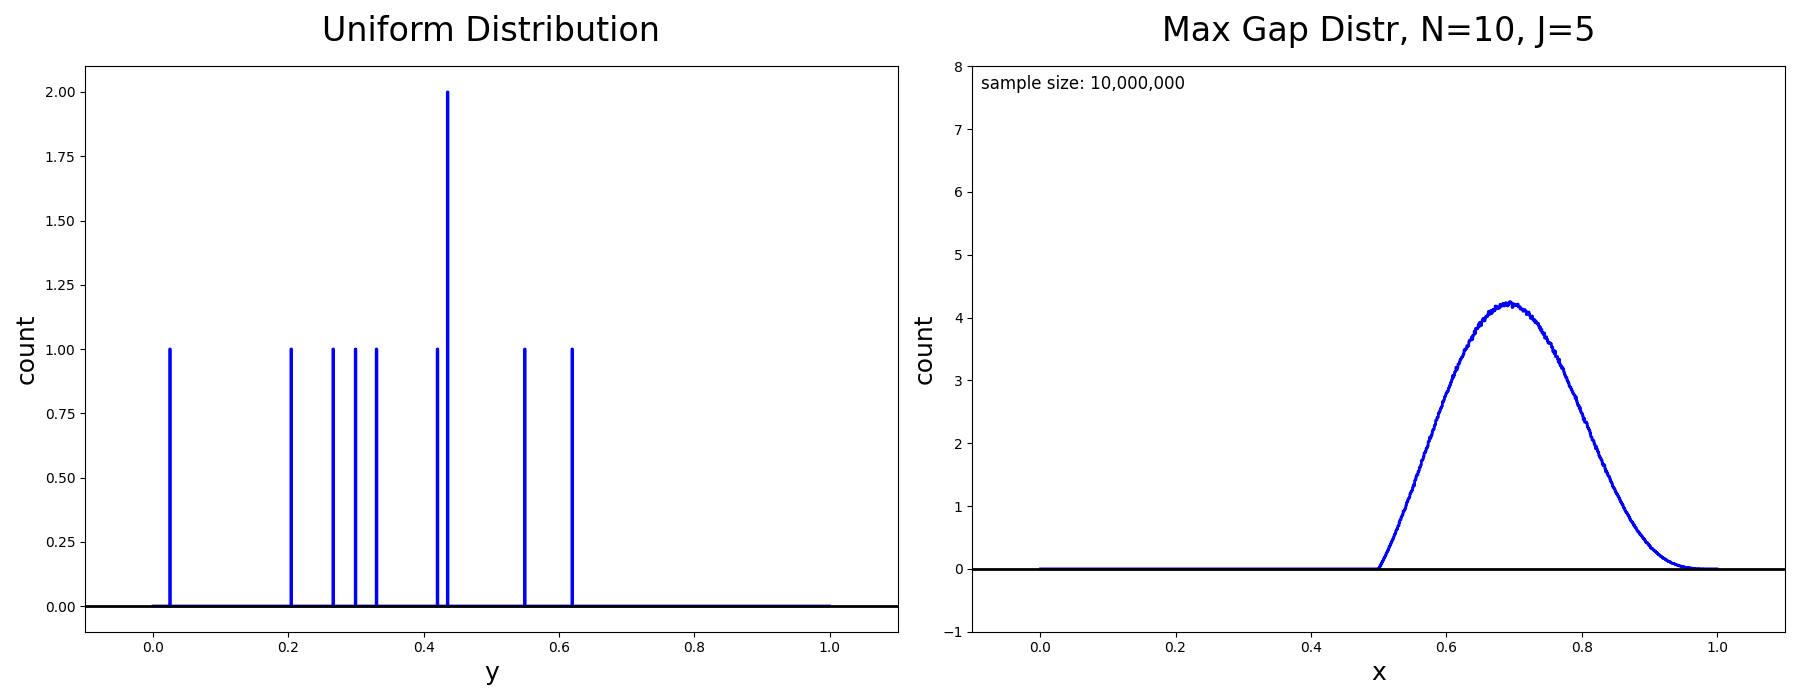 Uniform Distribution
2.00
1.75
1.50
1.25
1.00
0.75
0.50
0.25
0.00
count
0.0 0.2 0.4 0.6 0.8 1.0
y
Max Gap Distr, N=10, J=5
sample size: 10,000,000
8
7
6
5
4
3
2
1
0
−1
count
0.0 0.2 0.4 0.6 0.8 1.0
x